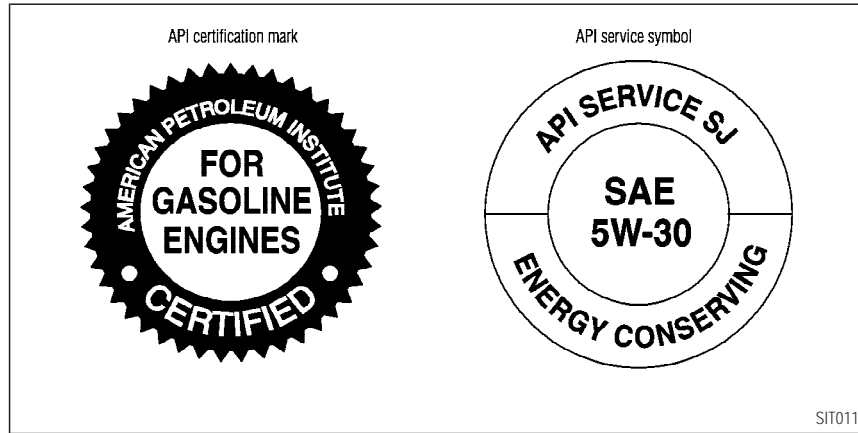 API certification mark
AMERICAN PETROLEUM INSTITUTE
FOR
GASOLINE
ENGINES
CERTIFIED
API service symbol
API SERVICE SJ
SAE
5W-30
ENERGY CONSERVING
SIT011